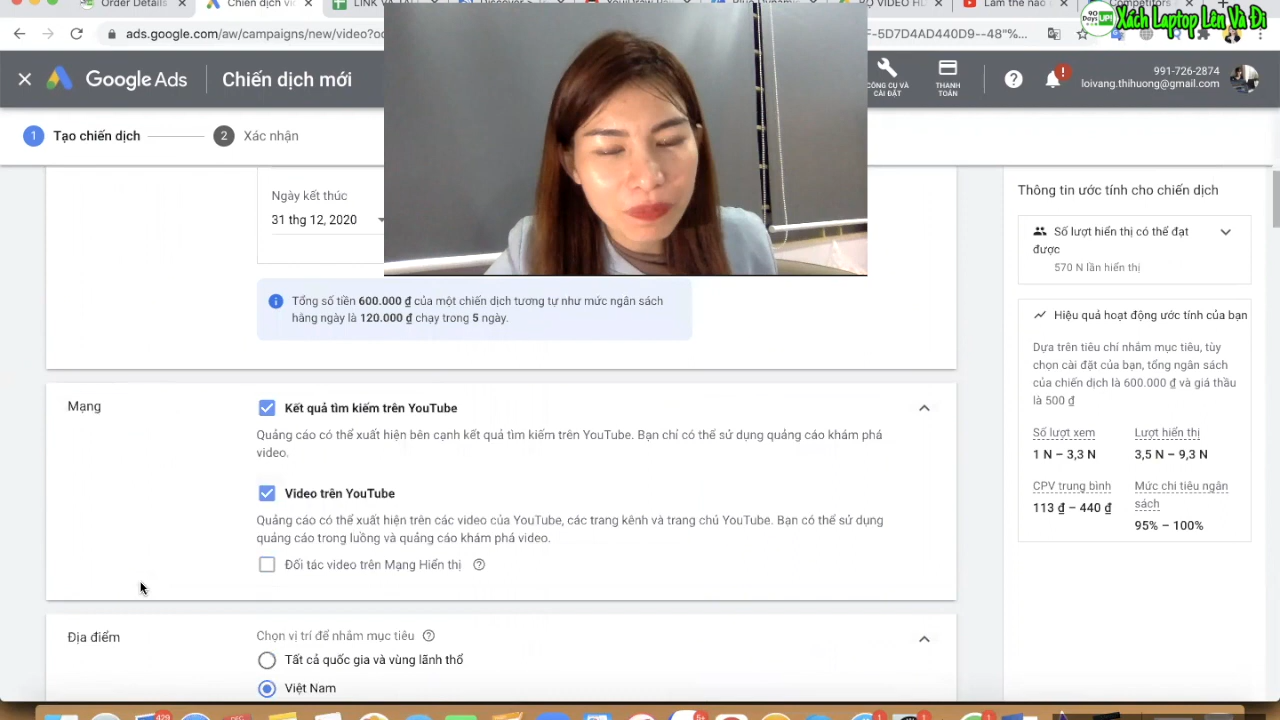 Order Details
Chiến dịch vi
LINK V
Làm thế nào
Competitors
90
Days
UP!
Xách Laptop Lên Và Đi
ads.google.com/aw/campaigns/new/video?oc
F-5D7D4AD440D9--48"%...
Google Ads
Chiến dịch mới
CÔNG CỤ VÀ
CÀI ĐẶT
THANH
TOÁN
991-726-2874
loivang.thihuong@gmail.com
1
Tạo chiến dịch
2
Xác nhận
Ngày kết thúc
31 thg 12, 2020
Tổng số tiền 600.000 ₫ của một chiến dịch tương tự như mức ngân sách
hàng ngày là 120.000 ₫ chạy trong 5 ngày.
Mạng
Kết quả tìm kiếm trên YouTube
Quảng cáo có thể xuất hiện bên cạnh kết quả tìm kiếm trên YouTube. Bạn chỉ có thể sử dụng quảng cáo khám phá
video.
Video trên YouTube
Quảng cáo có thể xuất hiện trên các video của YouTube, các trang kênh và trang chủ YouTube. Bạn có thể sử dụng
quảng cáo trong luồng và quảng cáo khám phá video.
Đối tác video trên Mạng Hiển thị
Địa điểm
Chọn vị trí để nhắm mục tiêu
Tất cả quốc gia và vùng lãnh thổ
Việt Nam
Thông tin ước tính cho chiến dịch
Số lượt hiển thị có thể đạt
được
570 N lần hiển thị
Hiệu quả hoạt động ước tính của bạn
Dựa trên tiêu chí nhắm mục tiêu, tùy
chọn cài đặt của bạn, tổng ngân sách
của chiến dịch là 600.000 ₫ và giá thầu
là 500 ₫
Số lượt xem
Lượt hiển thị
1 N – 3,3 N
3,5 N – 9,3 N
CPV trung bình
Mức chi tiêu ngân
sách
113 ₫ – 440 ₫
95% – 100%
429
DEC